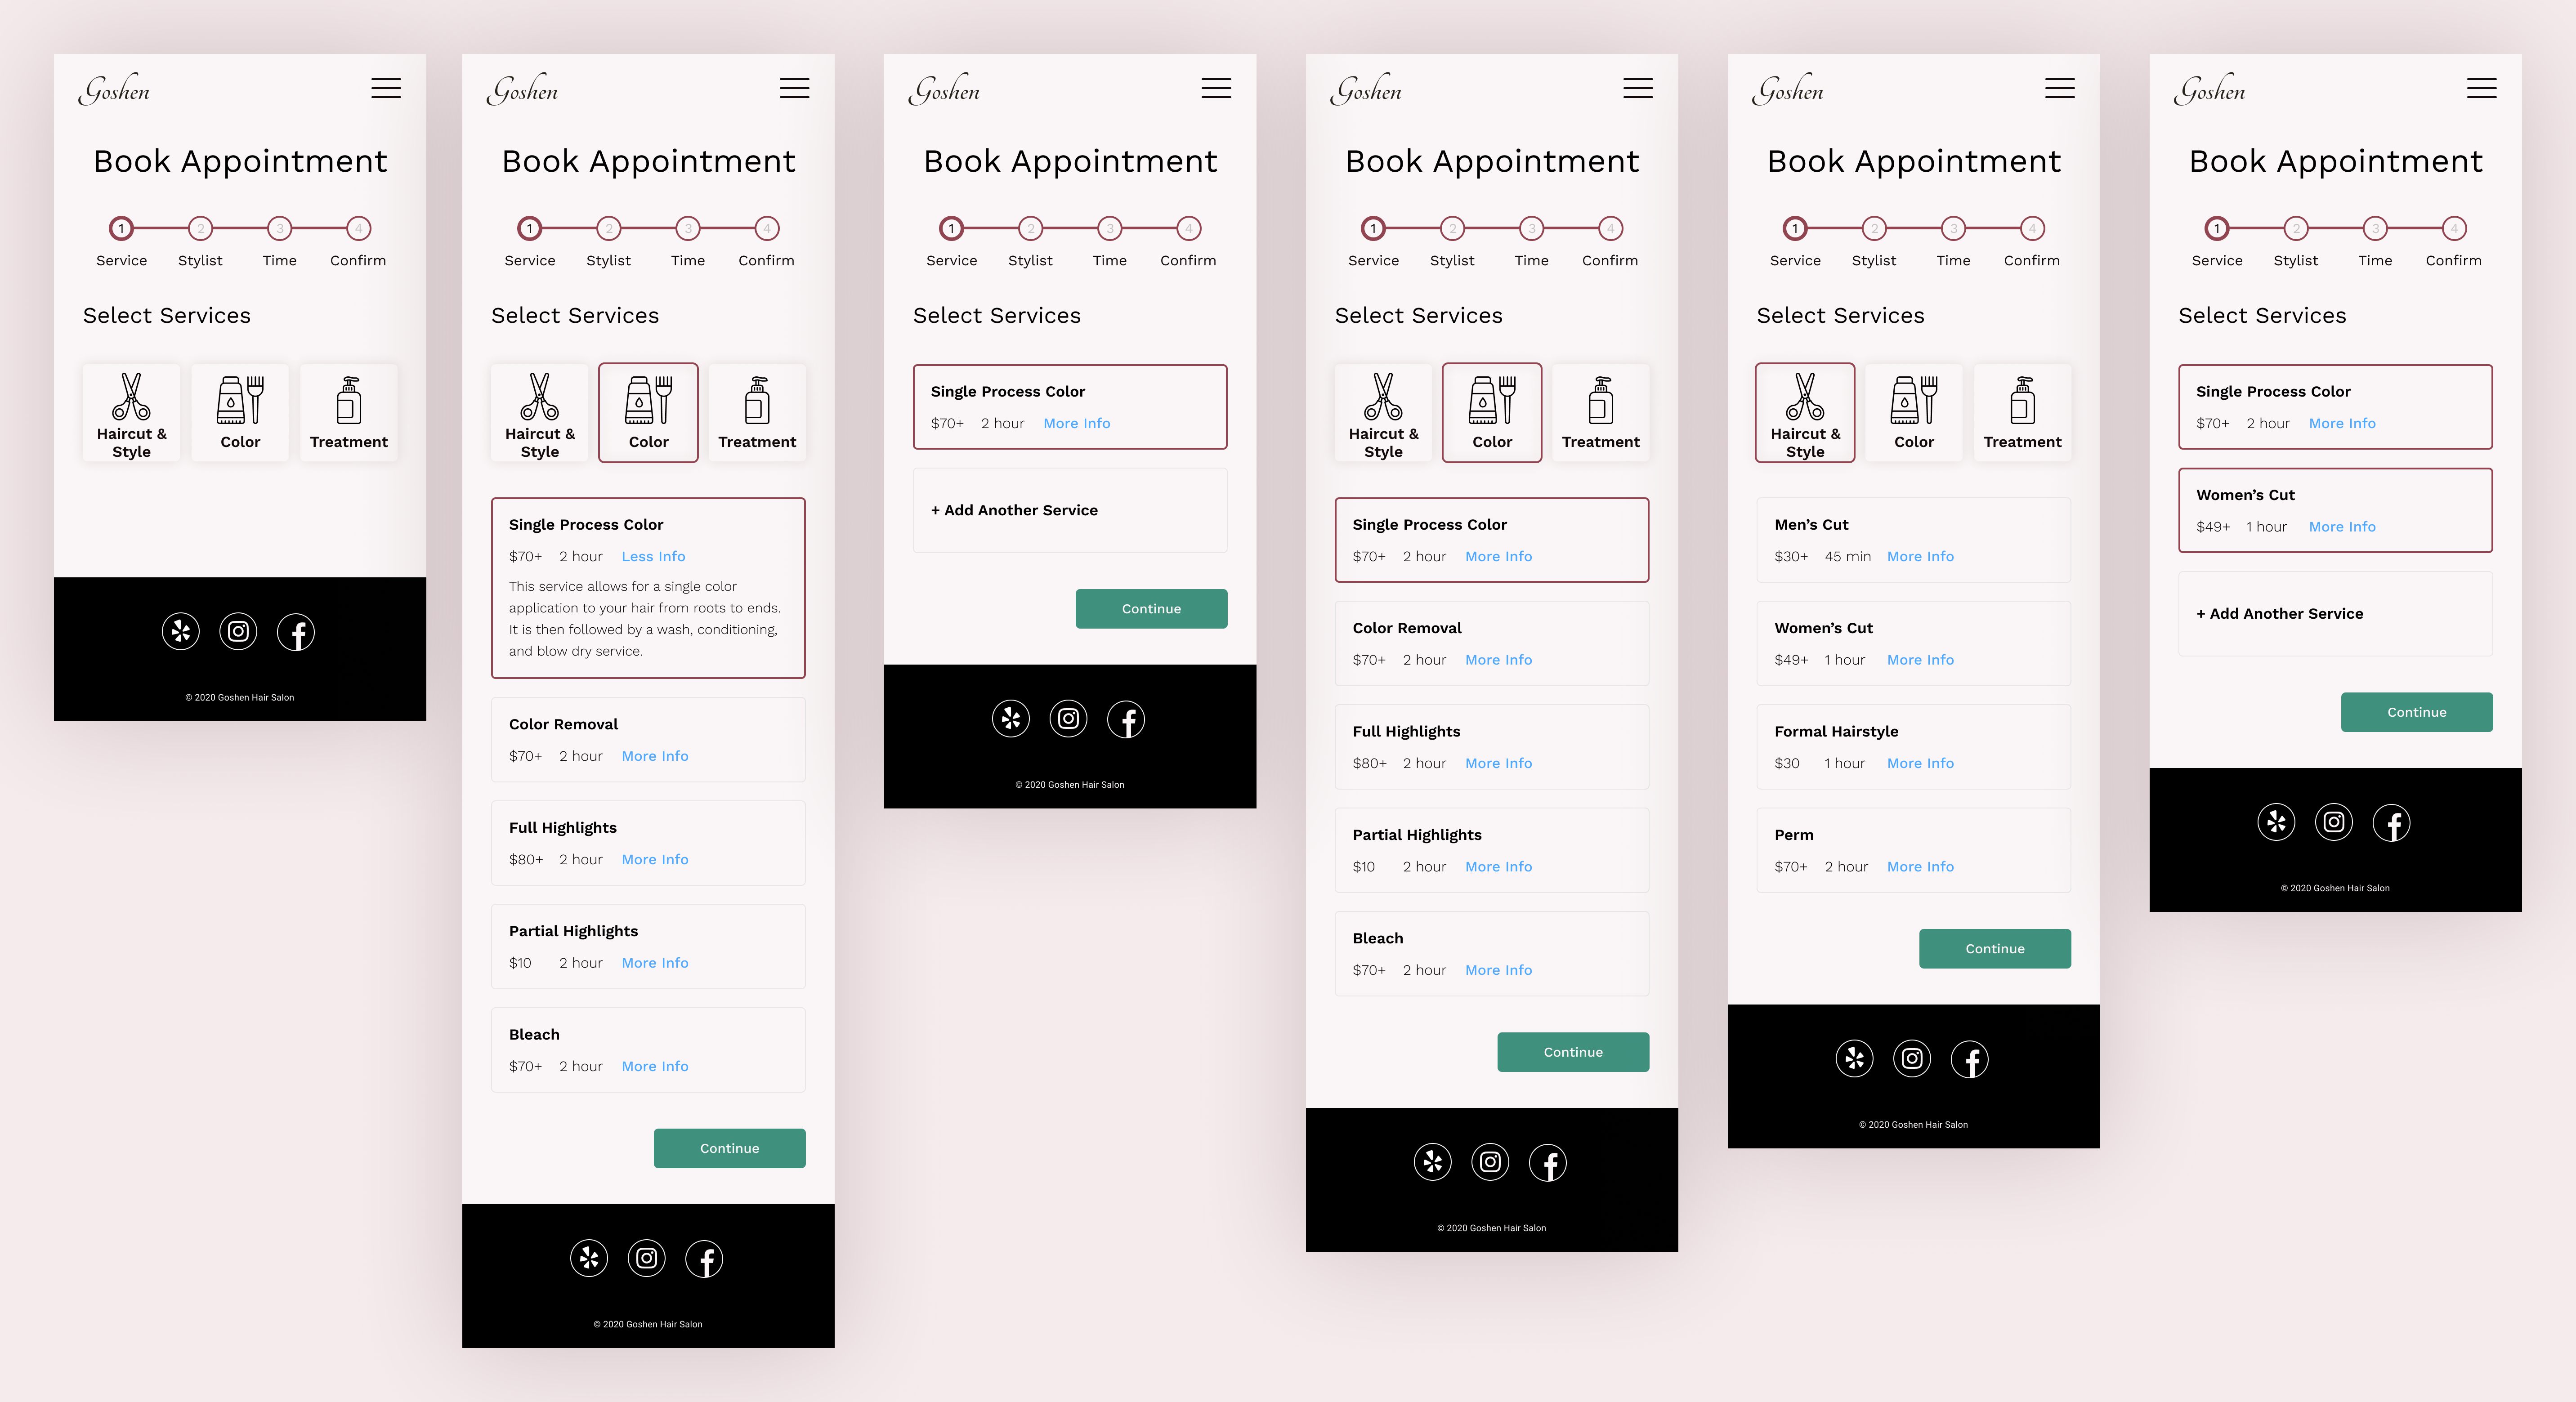 Goshen
Book Appointment
1 2 3 4
Service Stylist Time Confirm
Select Services
Haircut &
Style
Color
Treatment
© 2020 Goshen Hair Salon
Goshen
Book Appointment
1 2 3 4
Service Stylist Time Confirm
Select Services
Haircut &
Style
Color
Treatment
Single Process Color
$70+ 2 hour Less Info
This service allows for a single color
application to your hair from roots to ends.
It is then followed by a wash, conditioning,
and blow dry service.
Color Removal
$70+ 2 hour More Info
Full Highlights
$80+ 2 hour More Info
Partial Highlights
$10 2 hour More Info
Bleach
$70+ 2 hour More Info
Continue
© 2020 Goshen Hair Salon
Goshen
Book Appointment
1 2 3 4
Service Stylist Time Confirm
Select Services
Single Process Color
$70+ 2 hour More Info
+ Add Another Service
Continue
© 2020 Goshen Hair Salon
Goshen
Book Appointment
1 2 3 4
Service Stylist Time Confirm
Select Services
Haircut &
Style
Color
Treatment
Single Process Color
$70+ 2 hour More Info
Color Removal
$70+ 2 hour More Info
Full Highlights
$80+ 2 hour More Info
Partial Highlights
$10 2 hour More Info
Bleach
$70+ 2 hour More Info
Continue
© 2020 Goshen Hair Salon
Goshen
Book Appointment
1 2 3 4
Service Stylist Time Confirm
Select Services
Haircut &
Style
Color
Treatment
Men’s Cut
$30+ 45 min More Info
Women’s Cut
$49+ 1 hour More Info
Formal Hairstyle
$30 1 hour More Info
Perm
$70+ 2 hour More Info
Continue
© 2020 Goshen Hair Salon
Goshen
Book Appointment
1 2 3 4
Service Stylist Time Confirm
Select Services
Single Process Color
$70+ 2 hour More Info
Women’s Cut
$49+ 1 hour More Info
+ Add Another Service
Continue
© 2020 Goshen Hair Salon